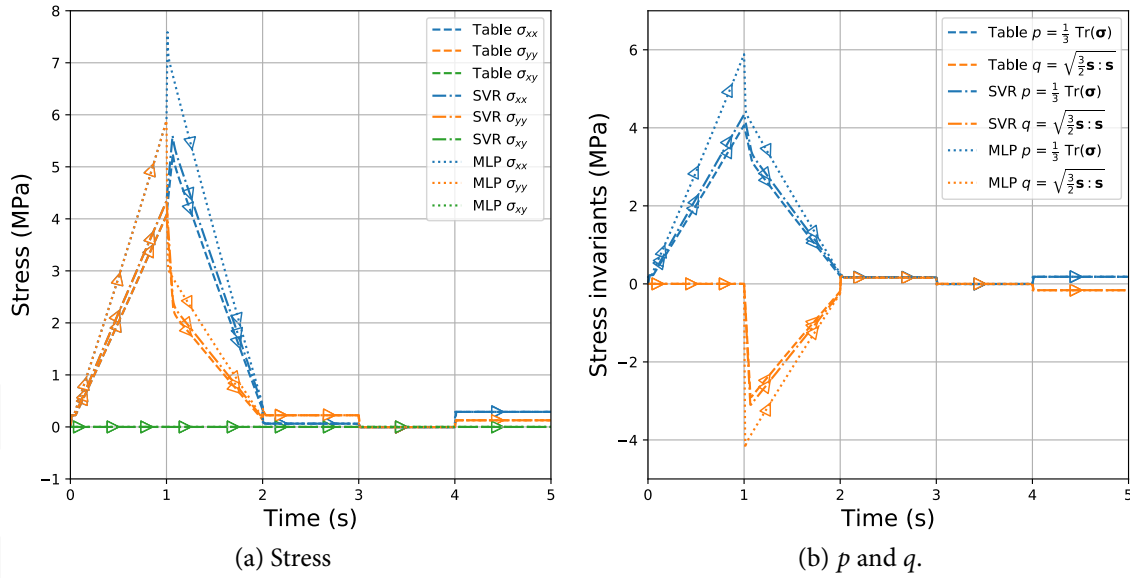 8
7
6
5
4
3
2
1
0
−1
0 1 2 3 4 5
Stress (MPa)
Time (s)
Table σxx
Table σyy
Table σxy
SVR σxx
SVR σyy
SVR σxy
MLP σxx
MLP σyy
MLP σxy
(a) Stress
6
4
2
0
−2
−4
0 1 2 3 4 5
Stress invariants (MPa)
Time (s)
Table p = 1/3 Tr(σ)
Table q = √(3/2 s : s)
SVR p = 1/3 Tr(σ)
SVR q = √(3/2 s : s)
MLP p = 1/3 Tr(σ)
MLP q = √(3/2 s : s)
(b) p and q.